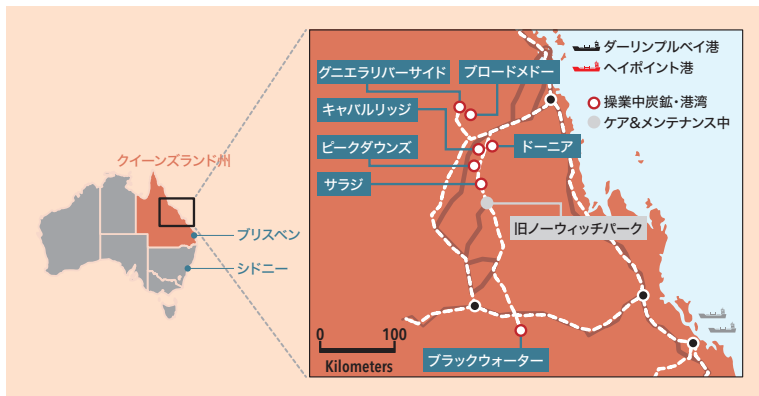 ダーリンプルベイ港
ヘイポイント港
操業中炭鉱・港湾
ケア&メンテナンス中
グニエラリバーサイド
ブロードメドー
キャバルリッジ
ピークダウンズ
ドーニア
サラジ
旧ノーウィッチパーク
クイーンズランド州
ブリスベン
シドニー
0 100
Kilometers
ブラックウォーター